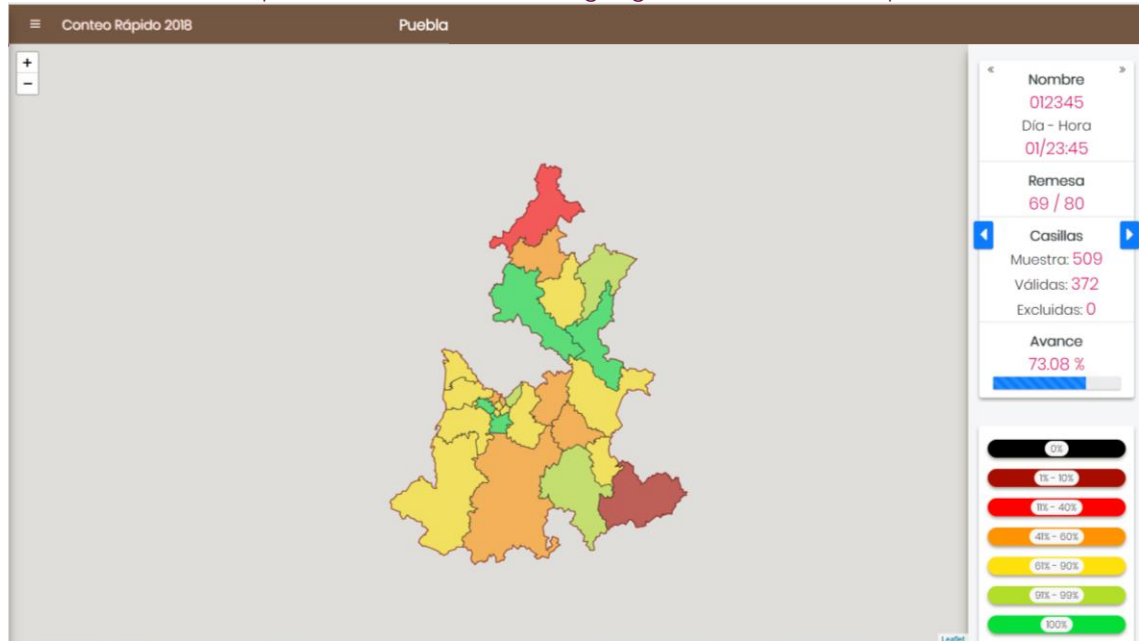 ≡ Conteo Rápido 2018 Puebla
+
−
« Nombre »
012345
Día - Hora
01/23:45
Remesa
69 / 80
Casillas
Muestra: 509
Válidas: 372
Excluidas: 0
Avance
73.08 %
0%
1% - 10%
11% - 40%
41% - 60%
61% - 90%
91% - 99%
100%
Leaflet